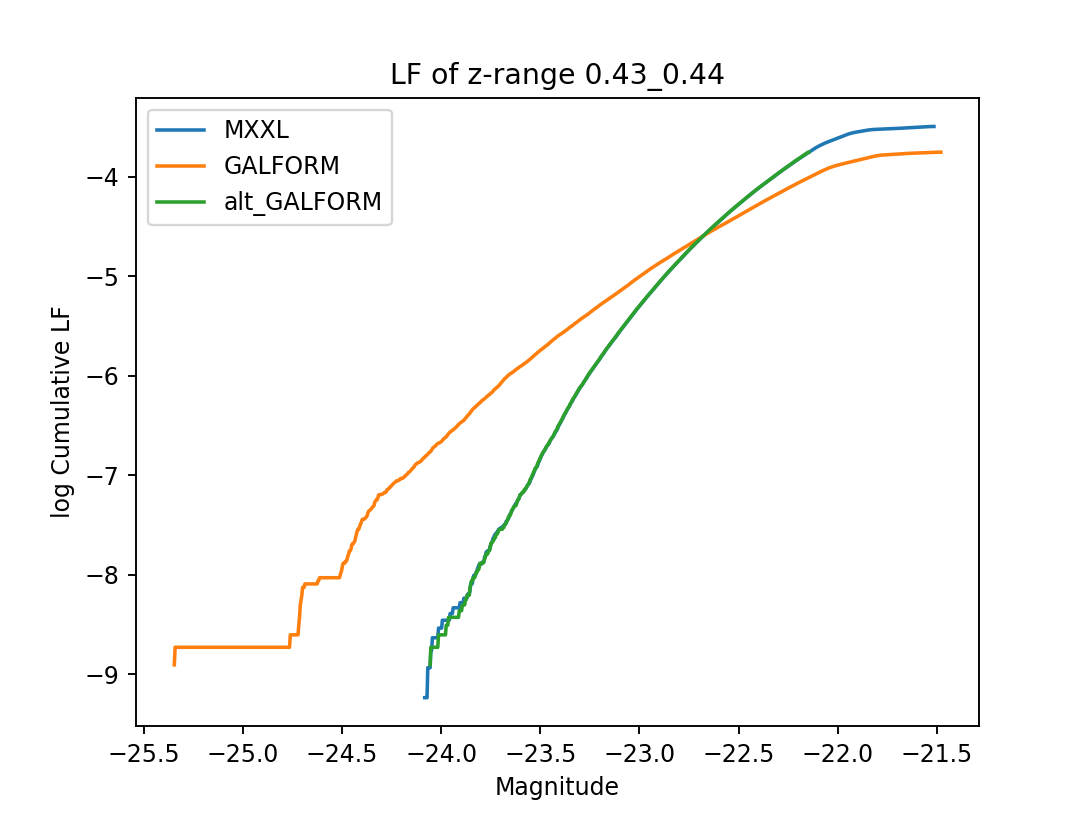 LF of z-range 0.43_0.44
MXXL
GALFORM
alt_GALFORM
−4
−5
−6
−7
−8
−9
log Cumulative LF
−25.5 −25.0 −24.5 −24.0 −23.5 −23.0 −22.5 −22.0 −21.5
Magnitude